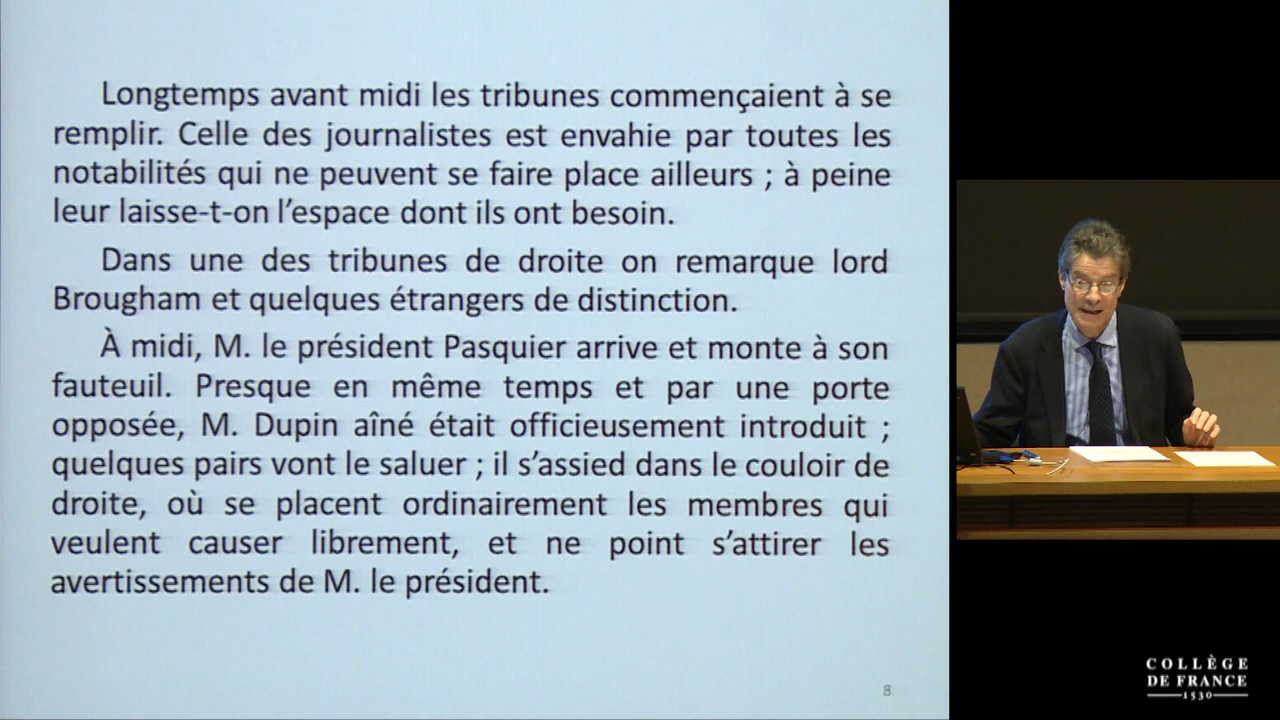 Longtemps avant midi les tribunes commençaient à se
remplir. Celle des journalistes est envahie par toutes les
notabilités qui ne peuvent se faire place ailleurs ; à peine
leur laisse-t-on l’espace dont ils ont besoin.
Dans une des tribunes de droite on remarque lord
Brougham et quelques étrangers de distinction.
À midi, M. le président Pasquier arrive et monte à son
fauteuil. Presque en même temps et par une porte
opposée, M. Dupin aîné était officieusement introduit ;
quelques pairs vont le saluer ; il s’assied dans le couloir de
droite, où se placent ordinairement les membres qui
veulent causer librement, et ne point s’attirer les
avertissements de M. le président.
8
COLLÈGE
DE FRANCE
1530